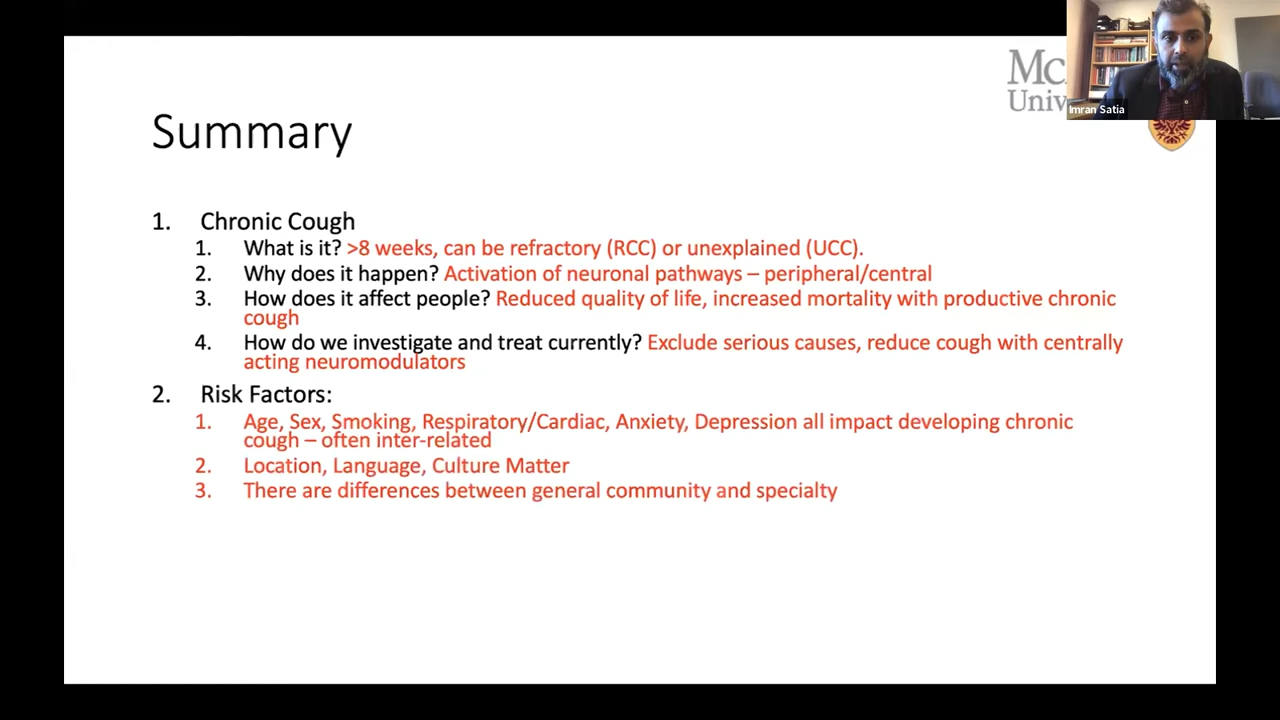 Mc
Univ
Imran Satia
Summary
1. Chronic Cough
1. What is it? >8 weeks, can be refractory (RCC) or unexplained (UCC).
2. Why does it happen? Activation of neuronal pathways – peripheral/central
3. How does it affect people? Reduced quality of life, increased mortality with productive chronic
cough
4. How do we investigate and treat currently? Exclude serious causes, reduce cough with centrally
acting neuromodulators
2. Risk Factors:
1. Age, Sex, Smoking, Respiratory/Cardiac, Anxiety, Depression all impact developing chronic
cough – often inter-related
2. Location, Language, Culture Matter
3. There are differences between general community and specialty